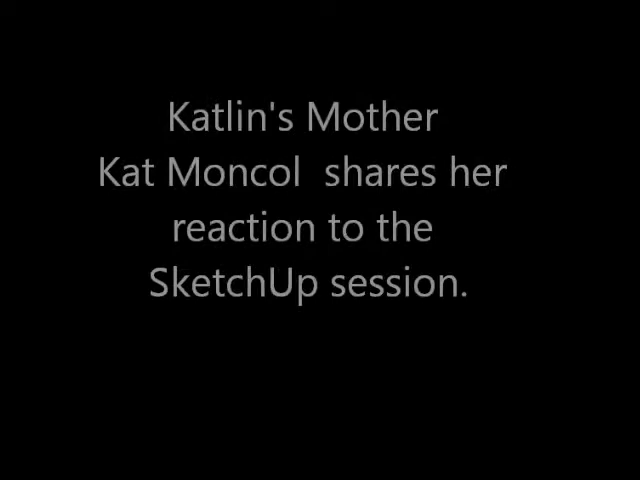 Katlin's Mother
Kat Moncol  shares her
reaction to the
SketchUp session.